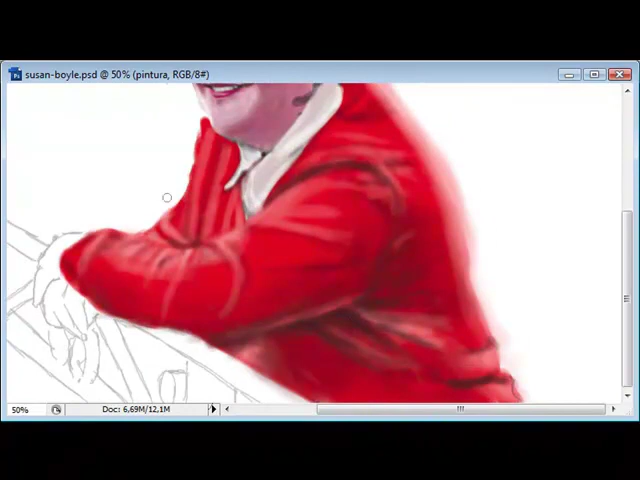 susan-boyle.psd @ 50% (pintura, RGB/8#)
50%
Doc: 6,69M/12,1M